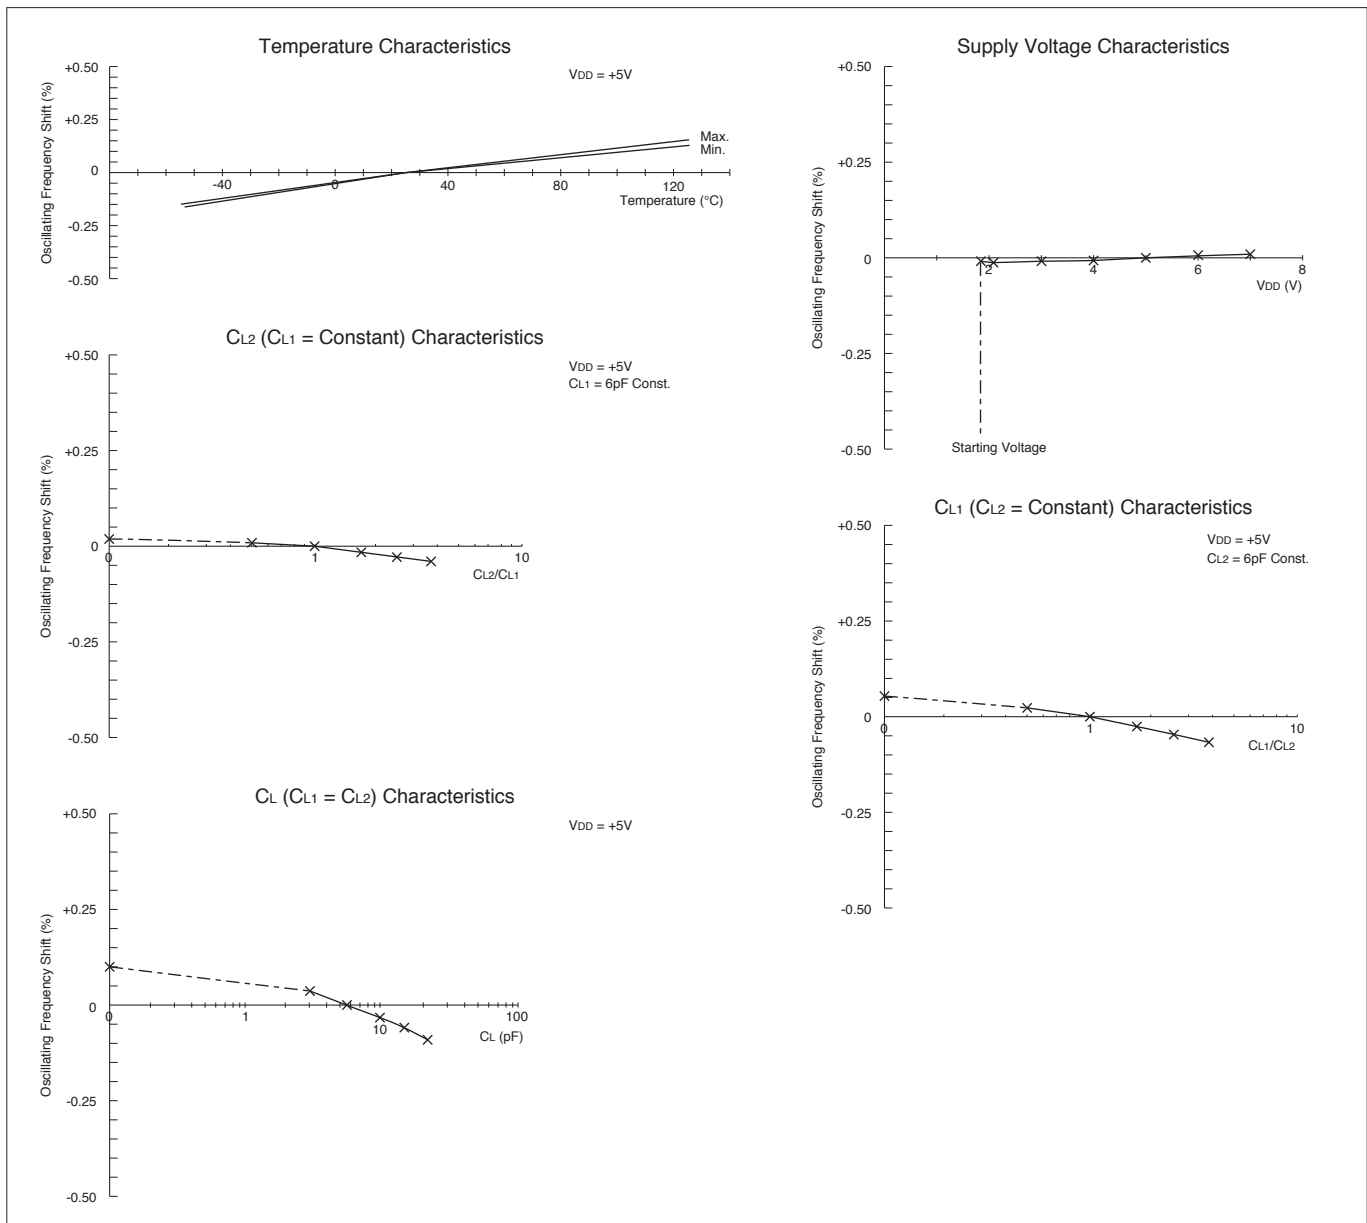 Temperature Characteristics
VDD = +5V
Oscillating Frequency Shift (%)
+0.50
+0.25
0
-0.25
-0.50
-40
0
40
80
120
Temperature (°C)
Max.
Min.
Supply Voltage Characteristics
Oscillating Frequency Shift (%)
+0.50
+0.25
0
-0.25
-0.50
2
4
6
8
VDD (V)
Starting Voltage
CL2 (CL1 = Constant) Characteristics
VDD = +5V
CL1 = 6pF Const.
Oscillating Frequency Shift (%)
+0.50
+0.25
0
-0.25
-0.50
0
1
10
CL2/CL1
CL1 (CL2 = Constant) Characteristics
VDD = +5V
CL2 = 6pF Const.
Oscillating Frequency Shift (%)
+0.50
+0.25
0
-0.25
-0.50
0
1
10
CL1/CL2
CL (CL1 = CL2) Characteristics
VDD = +5V
Oscillating Frequency Shift (%)
+0.50
+0.25
0
-0.25
-0.50
0
1
10
100
CL (pF)